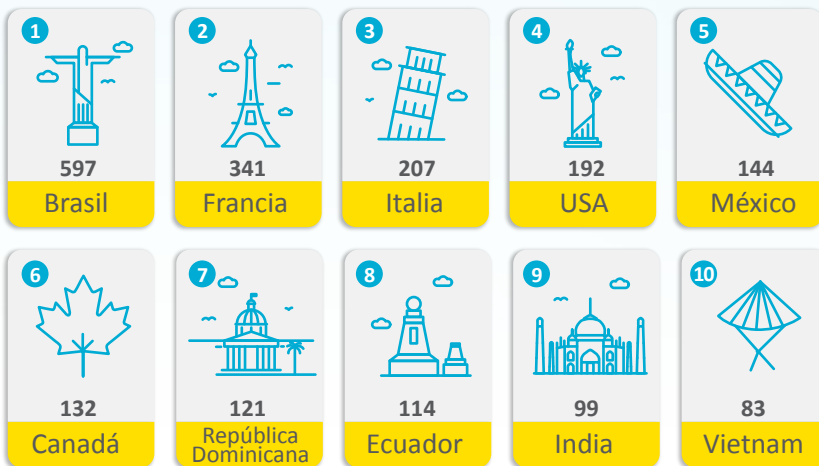 1
597
Brasil
2
341
Francia
3
207
Italia
4
192
USA
5
144
México
6
132
Canadá
7
121
República
Dominicana
8
114
Ecuador
9
99
India
10
83
Vietnam